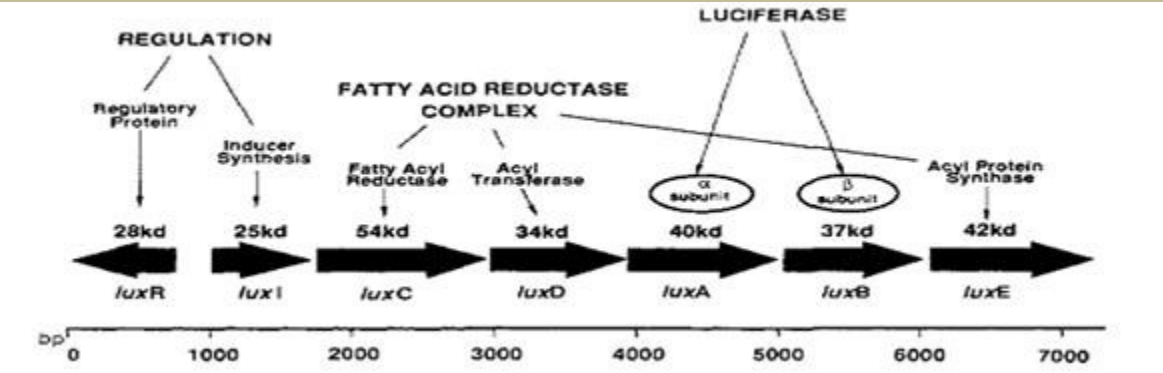 LUCIFERASE
REGULATION
FATTY ACID REDUCTASE
COMPLEX
Regulatory
Protein
Inducer
Synthesis
Fatty Acyl
Reductase
Acyl
Transferase
α
subunit
β
subunit
Acyl Protein
Synthase
28kd 25kd 54kd 34kd 40kd 37kd 42kd
luxR luxI luxC luxD luxA luxB luxE
bp
0 1000 2000 3000 4000 5000 6000 7000